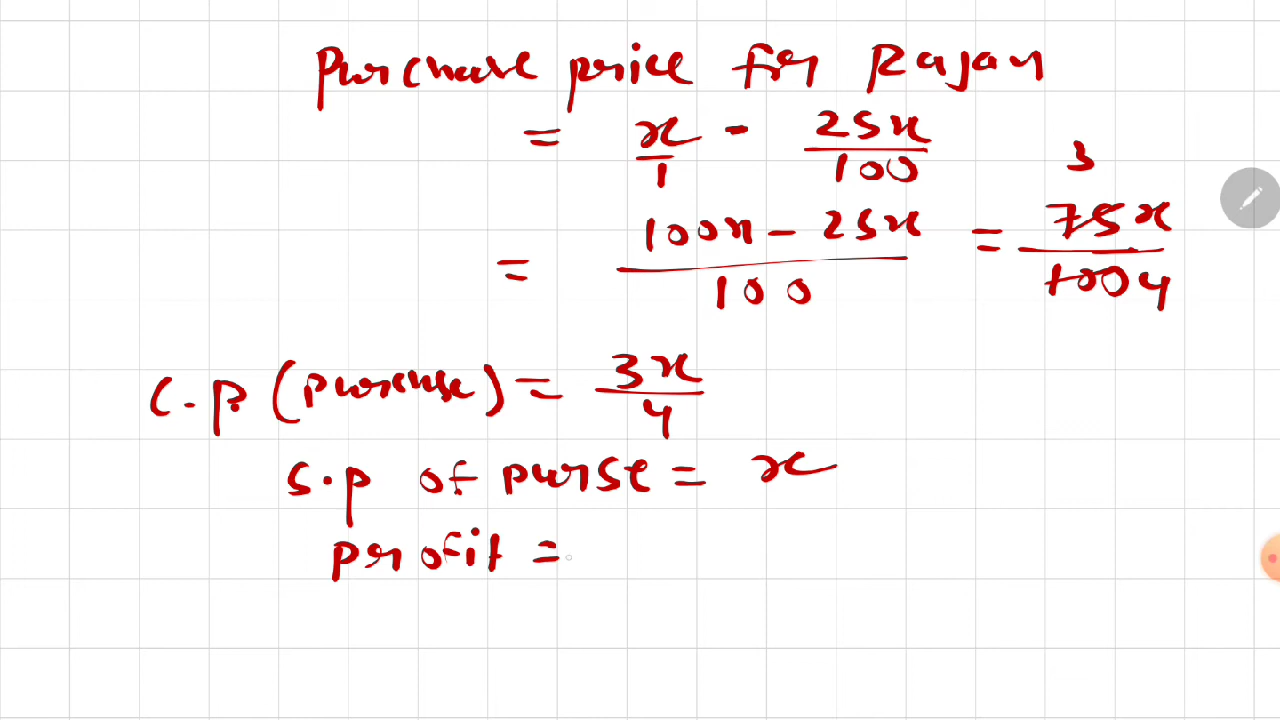 Purchase price for Rajan
= x/1 - 25x/100
= (100x - 25x)/100 = 75x/100 3 4
C.P (purchase) = 3x/4
S.P of purse = x
Profit =